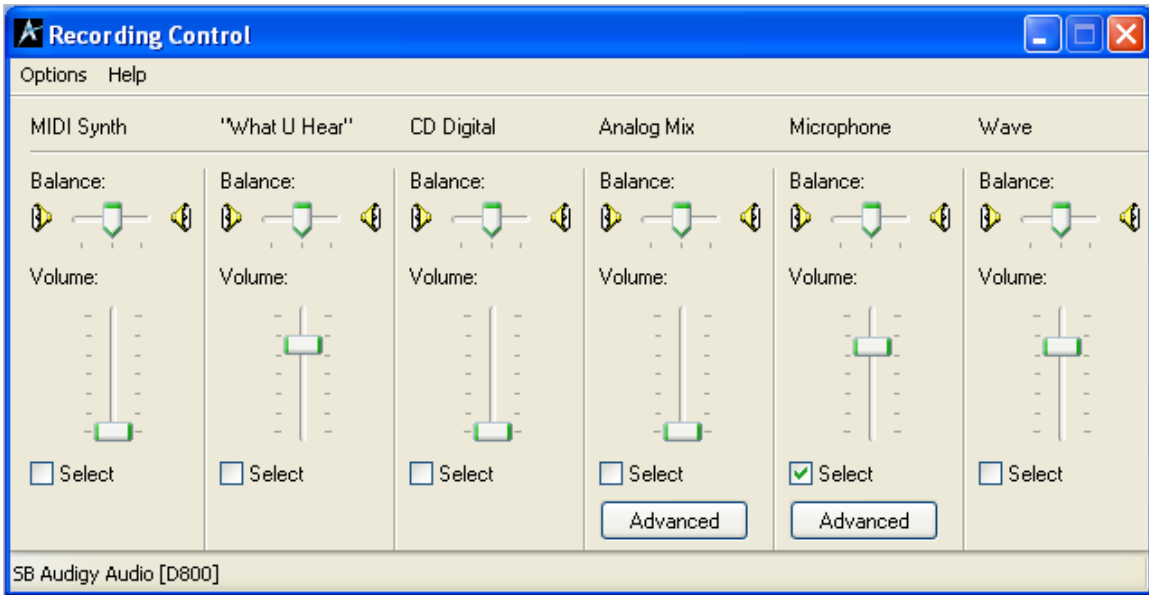 Recording Control
Options Help
MIDI Synth "What U Hear" CD Digital Analog Mix Microphone Wave
Balance: Balance: Balance: Balance: Balance: Balance:
Volume: Volume: Volume: Volume: Volume: Volume:
Select Select Select Select Select Select
Advanced Advanced
SB Audigy Audio [D800]